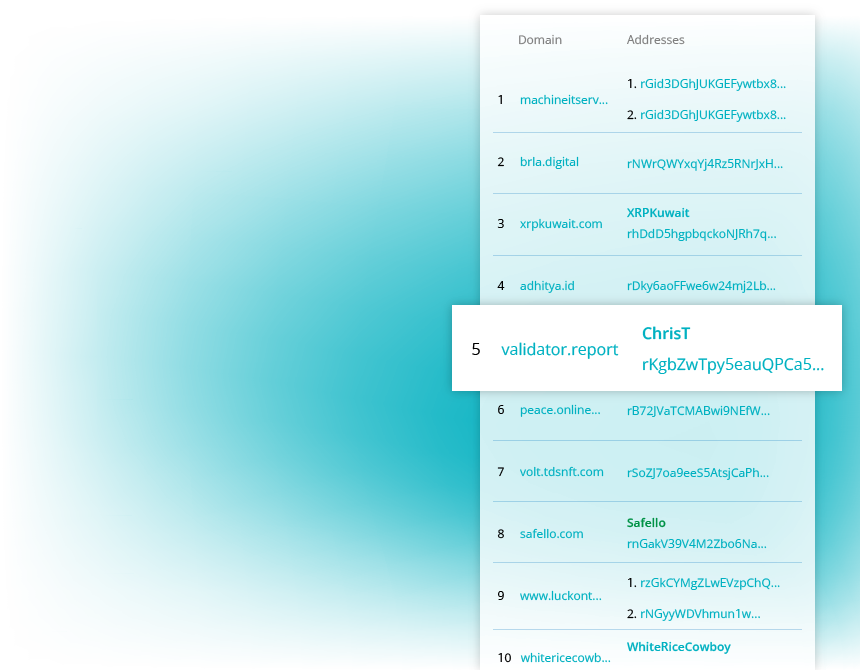 Domain Addresses
1 machineitserv... 1. rGid3DGhJUKGEFywtbx8...
2. rGid3DGhJUKGEFywtbx8...
2 brla.digital rNWrQWYxqYj4Rz5RNrJxH...
3 xrpkuwait.com XRPKuwait
rhDdD5hgpbqckoNJRh7q...
4 adhitya.id rDky6aoFFwe6w24mj2Lb...
5 validator.report ChrisT
rKgbZwTpy5eauQPCa5...
6 peace.online... rB72JVaTCMABwi9NEfW...
7 volt.tdsnft.com rSoZJ7oa9eeS5AtsjCaPh...
8 safello.com Safello
rnGakV39V4M2Zbo6Na...
9 www.luckont... 1. rzGkCYMgZLwEVzpChQ...
2. rNGyyWDVhmun1w...
10 whitericecowb... WhiteRiceCowboy